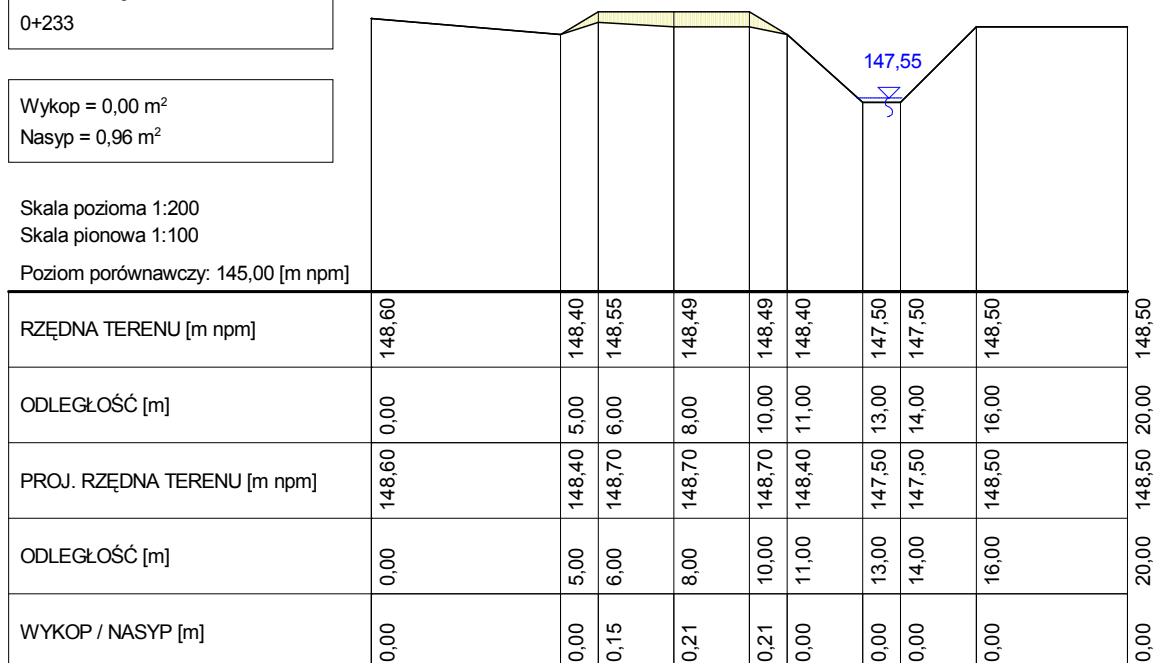 0+233
147,55
Wykop = 0,00 m²
Nasyp = 0,96 m²
Skala pozioma 1:200
Skala pionowa 1:100
Poziom porównawczy: 145,00 [m npm]
RZĘDNA TERENU [m npm] 148,60 148,40 148,55 148,49 148,49 148,40 147,50 147,50 148,50 148,50
ODLEGŁOŚĆ [m] 0,00 5,00 6,00 8,00 10,00 11,00 13,00 14,00 16,00 20,00
PROJ. RZĘDNA TERENU [m npm] 148,60 148,40 148,70 148,70 148,70 148,40 147,50 147,50 148,50 148,50
ODLEGŁOŚĆ [m] 0,00 5,00 6,00 8,00 10,00 11,00 13,00 14,00 16,00 20,00
WYKOP / NASYP [m] 0,00 0,00 0,15 0,21 0,21 0,00 0,00 0,00 0,00 0,00